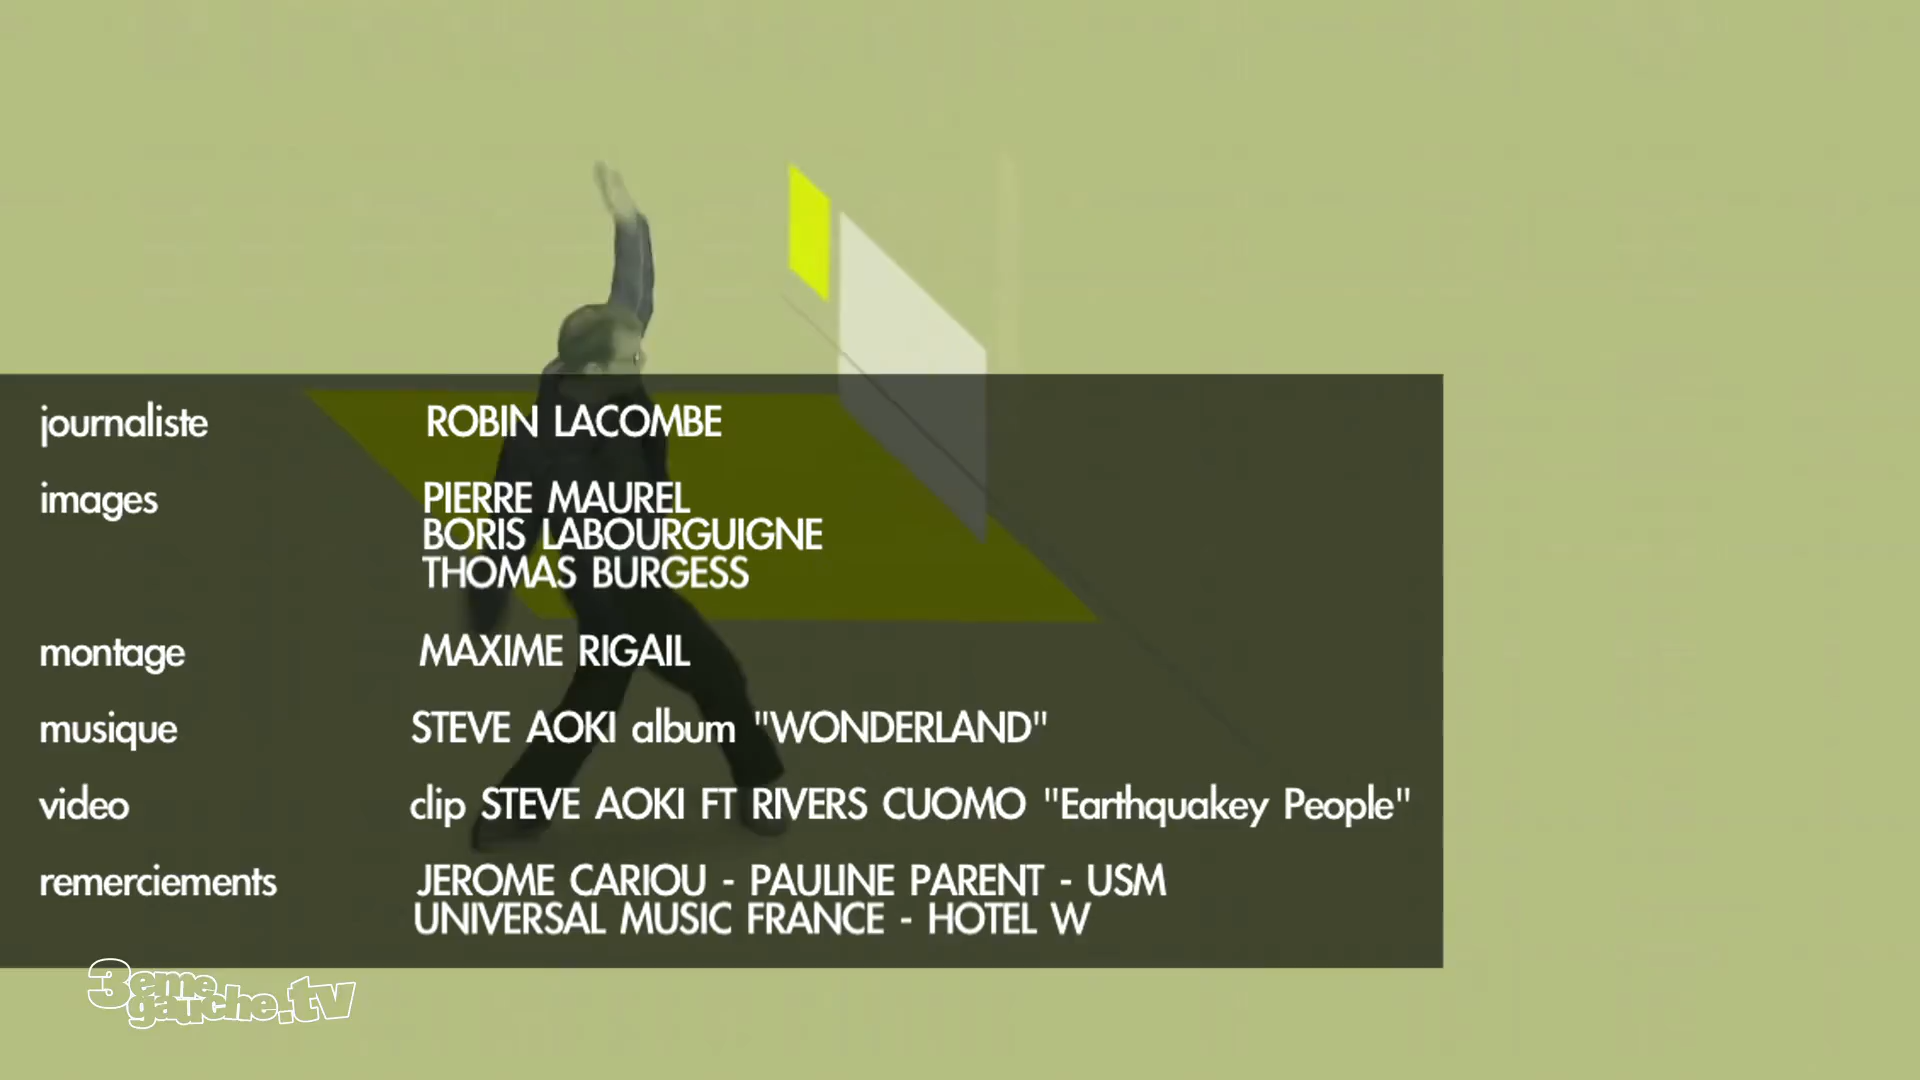 journaliste ROBIN LACOMBE
images PIERRE MAUREL
BORIS LABOURGUIGNE
THOMAS BURGESS
montage MAXIME RIGAIL
musique STEVE AOKI album "WONDERLAND"
video clip STEVE AOKI FT RIVERS CUOMO "Earthquakey People"
remerciements JEROME CARIOU - PAULINE PARENT - USM
UNIVERSAL MUSIC FRANCE - HOTEL W
3eme
gauche.tv